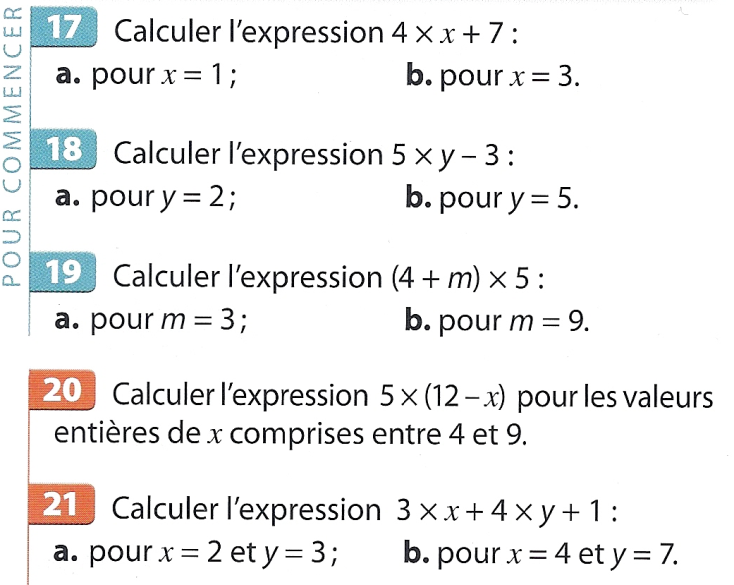 POUR COMMENCER
17 Calculer l'expression 4 × x + 7 :
a. pour x = 1 ; b. pour x = 3.
18 Calculer l'expression 5 × y – 3 :
a. pour y = 2 ; b. pour y = 5.
19 Calculer l'expression (4 + m) × 5 :
a. pour m = 3 ; b. pour m = 9.
20 Calculer l'expression 5 × (12 – x) pour les valeurs
entières de x comprises entre 4 et 9.
21 Calculer l'expression 3 × x + 4 × y + 1 :
a. pour x = 2 et y = 3 ; b. pour x = 4 et y = 7.